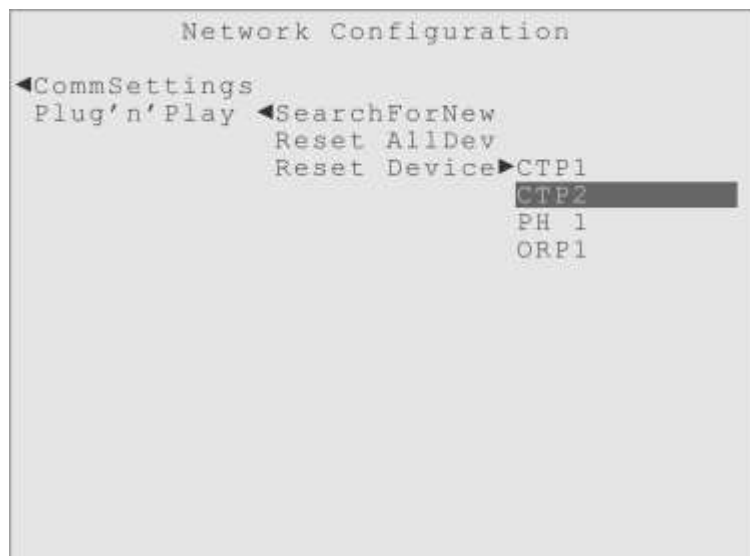 Network Configuration
◄CommSettings
Plug'n'Play ◄SearchForNew
Reset AllDev
Reset Device►CTP1
CTP2
PH 1
ORP1